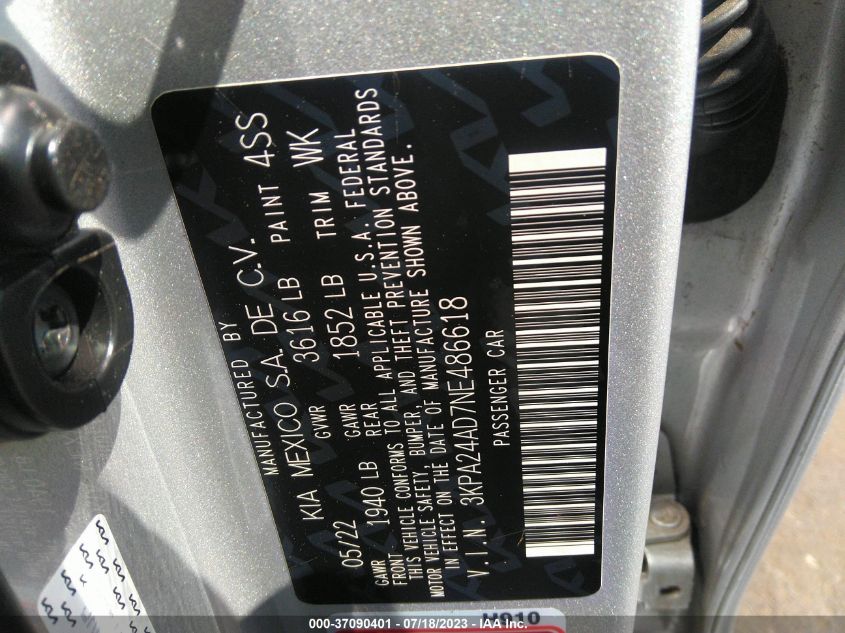 MANUFACTURED BY
KIA MEXICO S.A. DE C.V.
05/22 GVWR 3616 LB PAINT 4SS
GAWR FRONT 1940 LB GAWR REAR 1852 LB TRIM WK
THIS VEHICLE CONFORMS TO ALL APPLICABLE U.S.A. FEDERAL
MOTOR VEHICLE SAFETY, BUMPER, AND THEFT PREVENTION STANDARDS
IN EFFECT ON THE DATE OF MANUFACTURE SHOWN ABOVE.
V.I.N. 3KPA24AD7NE486618
PASSENGER CAR
H910
000-37090401 - 07/18/2023 - IAA Inc.